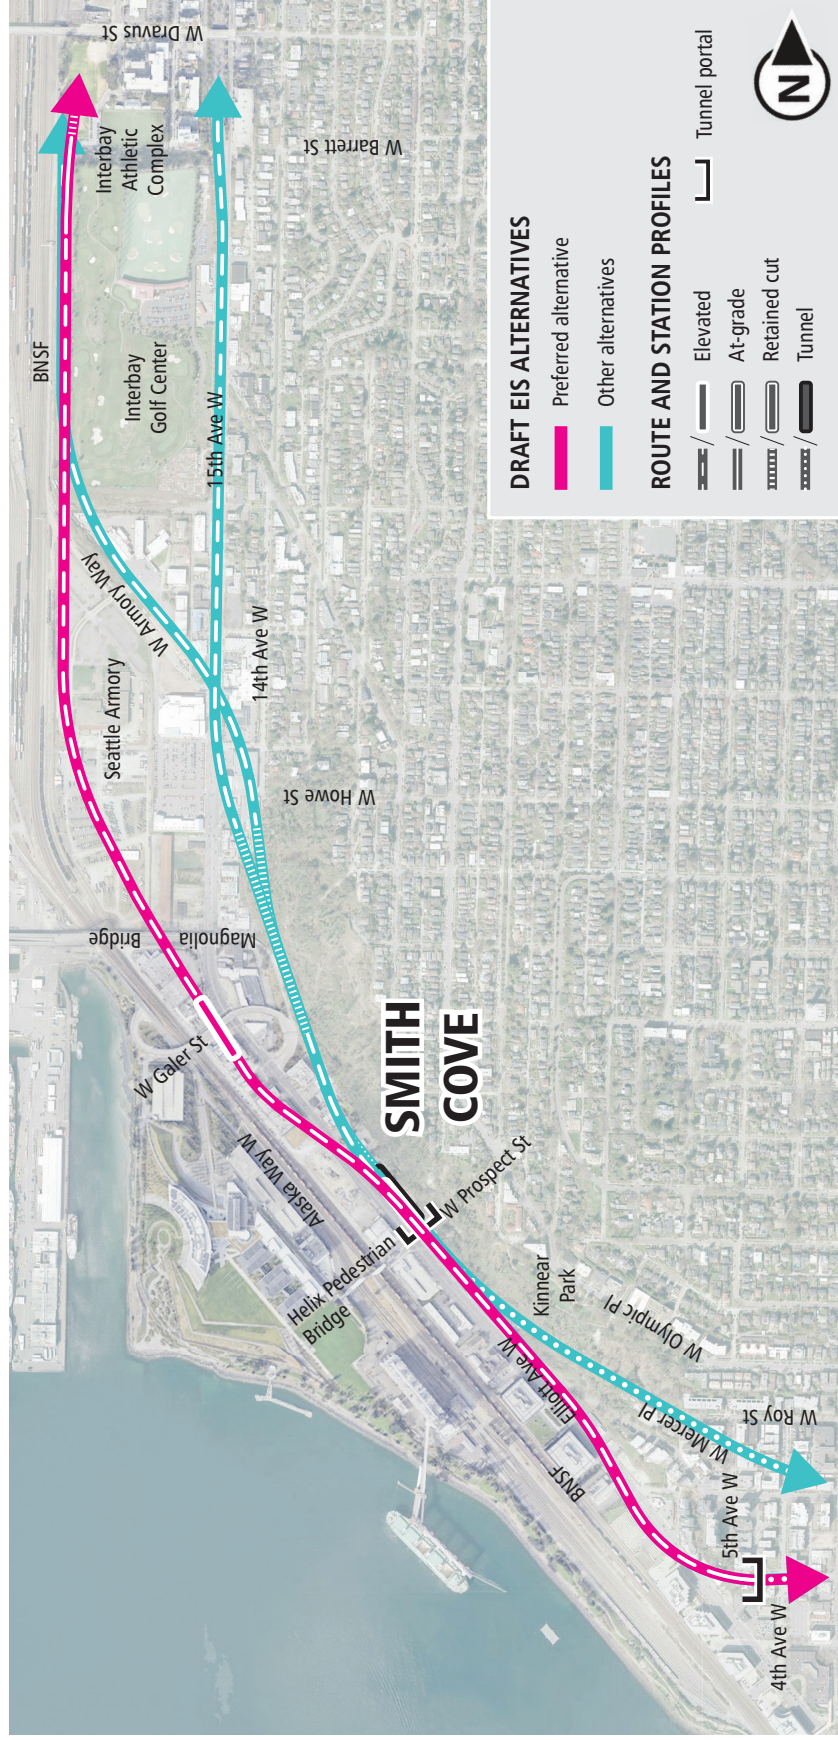 W Dravus St
Interbay
Athletic
Complex
W Barrett St
BNSF
Interbay
Golf Center
15th Ave W
W Armory Way
14th Ave W
Seattle Armory
W Howe St
Magnolia
Bridge
W Galer St
SMITH
COVE
Alaska Way W
W Prospect St
Helix Pedestrian
Bridge
Kinnear
Park
W Olympic Pl
Elliott Ave W
W Mercer Pl
W Roy St
BNSF
5th Ave W
4th Ave W
DRAFT EIS ALTERNATIVES
Preferred alternative
Other alternatives
ROUTE AND STATION PROFILES
Elevated
At-grade
Retained cut
Tunnel
Tunnel portal
N